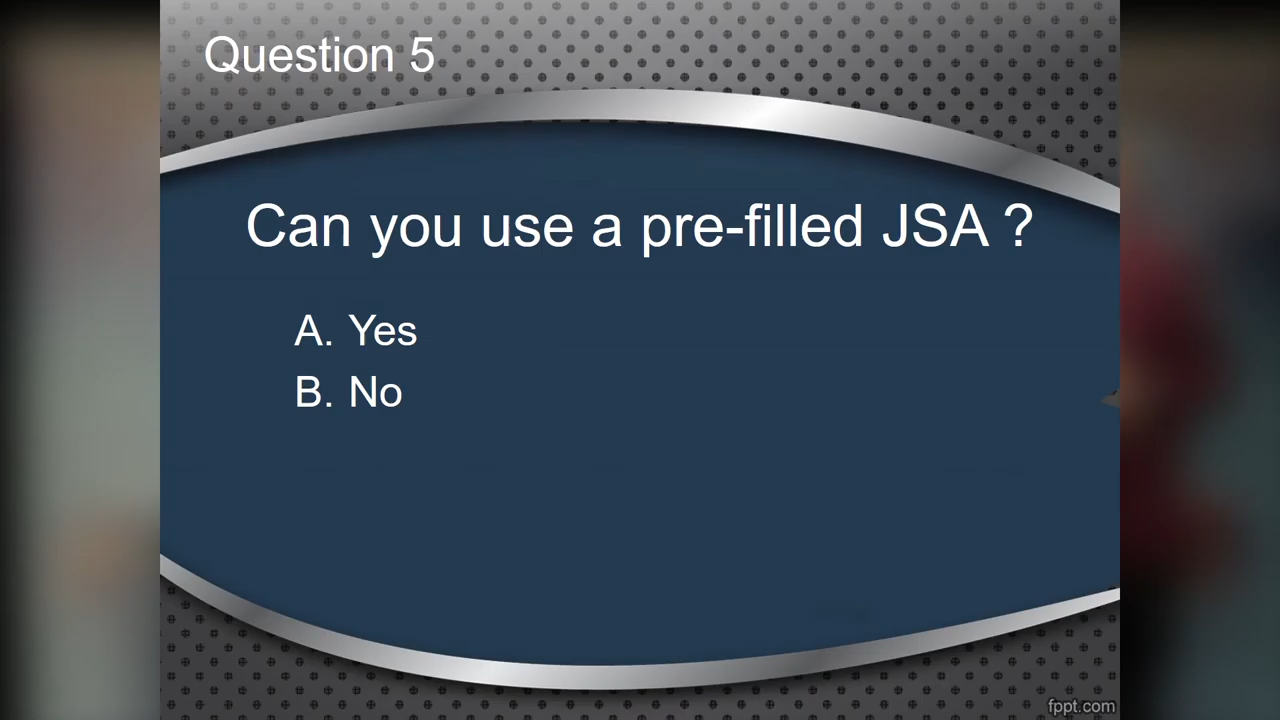 Question 5
Can you use a pre-filled JSA ?
A. Yes
B. No
fppt.com